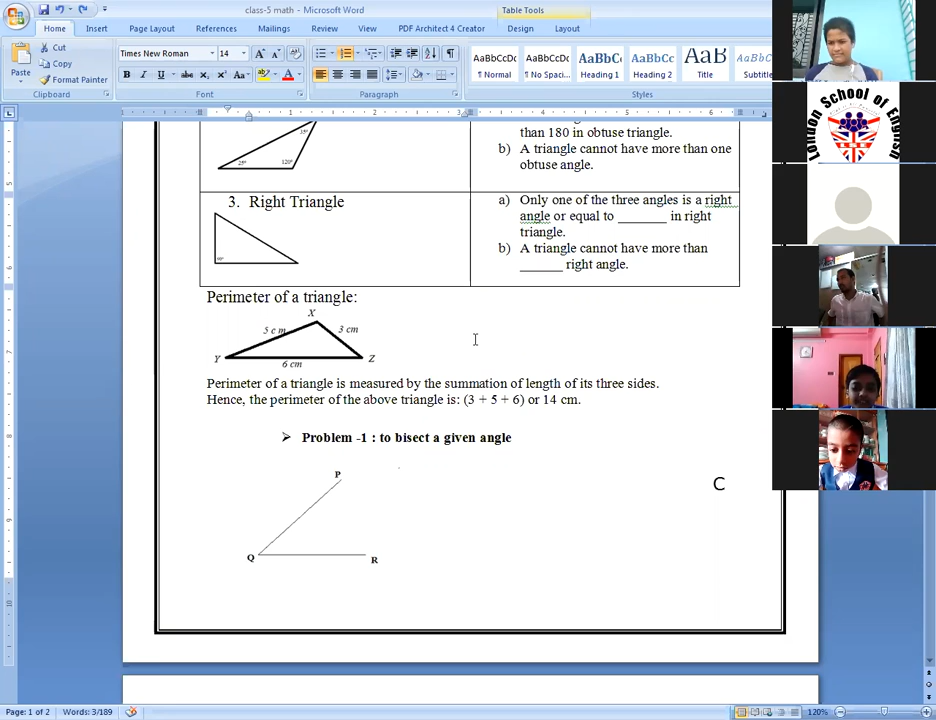 class-5 math - Microsoft Word
Table Tools
Home Insert Page Layout References Mailings Review View PDF Architect 4 Creator Design Layout
Cut
Copy
Format Painter
Paste
Clipboard
Times New Roman 14
Font
Paragraph
AaBbCcDc AaBbCcDc AaBbC AaBbCc AaB AaBbCc
¶ Normal ¶ No Spaci... Heading 1 Heading 2 Title Subtitle
Styles
London School of English
35°
25° 120°
than 180 in obtuse triangle.
b) A triangle cannot have more than one
obtuse angle.
3. Right Triangle
90°
a) Only one of the three angles is a right
angle or equal to _______ in right
triangle.
b) A triangle cannot have more than
______ right angle.
Perimeter of a triangle:
X
5 c m 3 cm
Y Z
6 cm
Perimeter of a triangle is measured by the summation of length of its three sides.
Hence, the perimeter of the above triangle is: (3 + 5 + 6) or 14 cm.
➢ Problem -1 : to bisect a given angle
P
C
Q R
Page: 1 of 2 Words: 3/189 120%